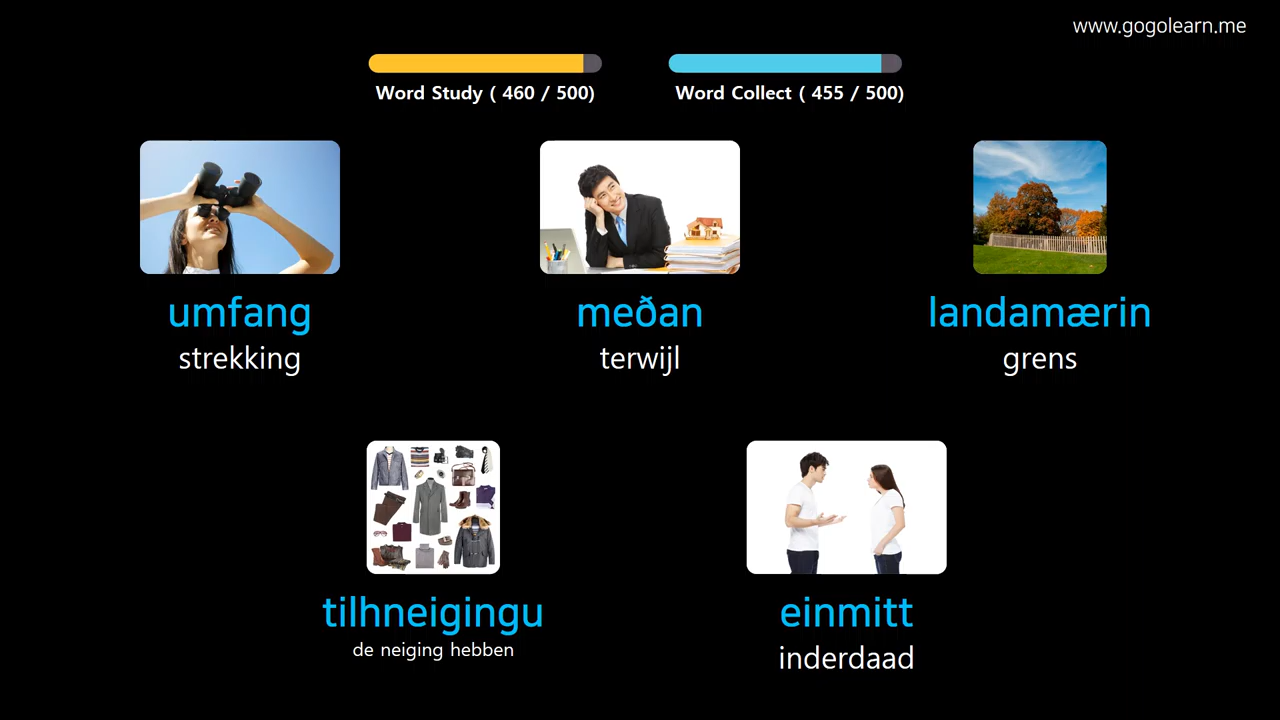 www.gogolearn.me
Word Study ( 460 / 500)
Word Collect ( 455 / 500)
umfang
strekking
meðan
terwijl
landamærin
grens
tilhneigingu
de neiging hebben
einmitt
inderdaad